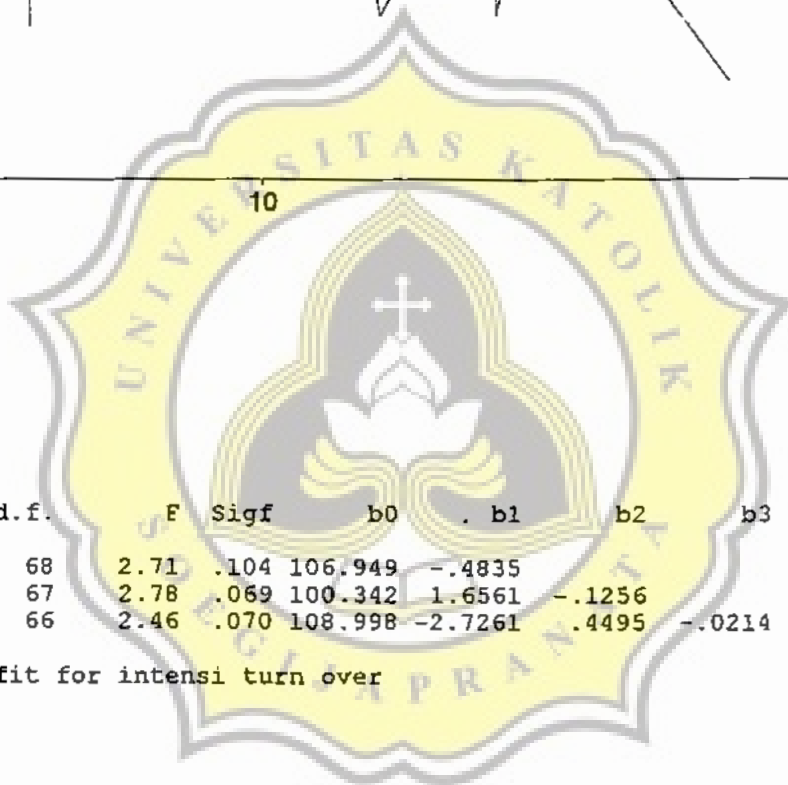 10
UNIVERSITAS KATOLIK
SOEGIJAPRANATA
d.f. F Sigf b0 . b1 b2 b3
68 2.71 .104 106.949 -.4835
67 2.78 .069 100.342 1.6561 -.1256
66 2.46 .070 108.998 -2.7261 .4495 -.0214
fit for intensi turn over